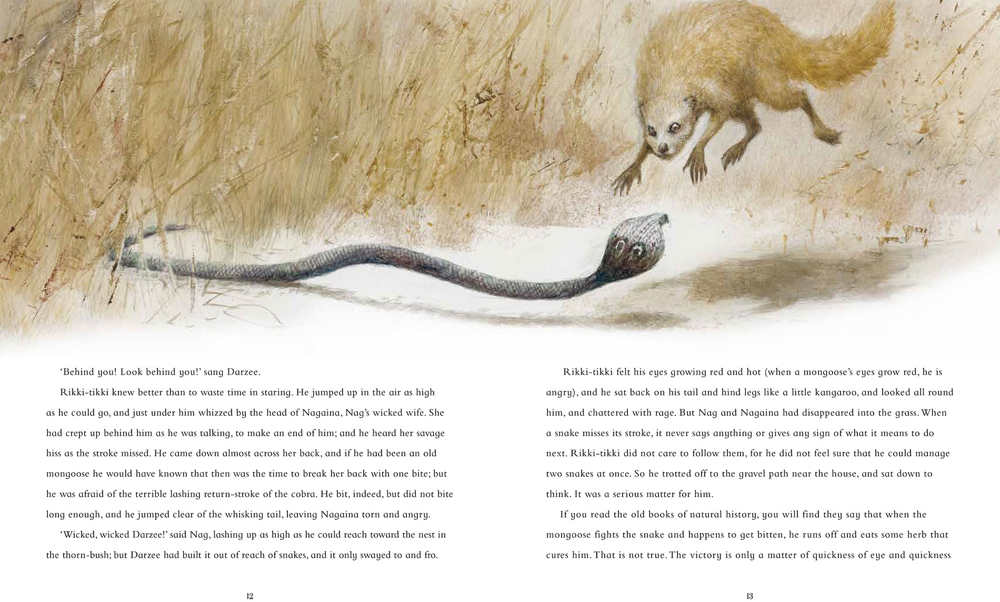 ‘Behind you! Look behind you!’ sang Darzee.
Rikki-tikki knew better than to waste time in staring. He jumped up in the air as high
as he could go, and just under him whizzed by the head of Nagaina, Nag’s wicked wife. She
had crept up behind him as he was talking, to make an end of him; and he heard her savage
hiss as the stroke missed. He came down almost across her back, and if he had been an old
mongoose he would have known that then was the time to break her back with one bite; but
he was afraid of the terrible lashing return-stroke of the cobra. He bit, indeed, but did not bite
long enough, and he jumped clear of the whisking tail, leaving Nagaina torn and angry.
‘Wicked, wicked Darzee!’ said Nag, lashing up as high as he could reach toward the nest in
the thorn-bush; but Darzee had built it out of reach of snakes, and it only swayed to and fro.
12
Rikki-tikki felt his eyes growing red and hot (when a mongoose’s eyes grow red, he is
angry), and he sat back on his tail and hind legs like a little kangaroo, and looked all round
him, and chattered with rage. But Nag and Nagaina had disappeared into the grass. When
a snake misses its stroke, it never says anything or gives any sign of what it means to do
next. Rikki-tikki did not care to follow them, for he did not feel sure that he could manage
two snakes at once. So he trotted off to the gravel path near the house, and sat down to
think. It was a serious matter for him.
If you read the old books of natural history, you will find they say that when the
mongoose fights the snake and happens to get bitten, he runs off and eats some herb that
cures him. That is not true. The victory is only a matter of quickness of eye and quickness
13